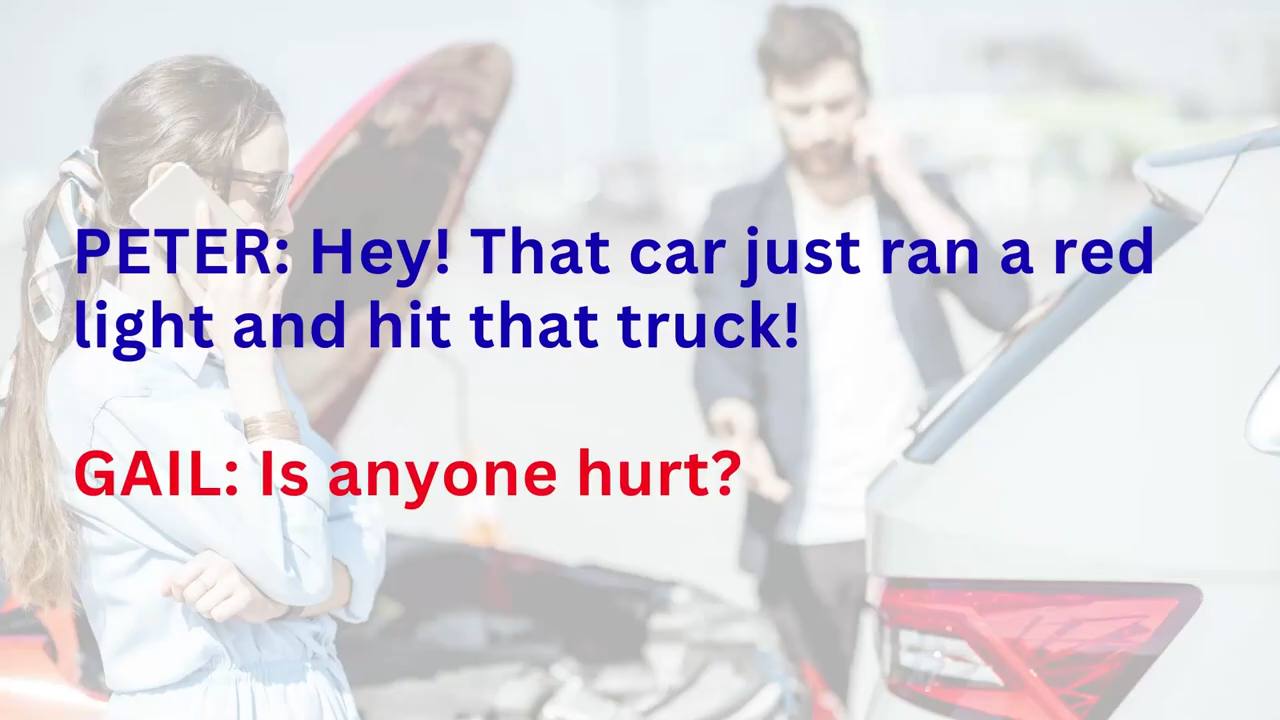 PETER: Hey! That car just ran a red
light and hit that truck!
GAIL: Is anyone hurt?